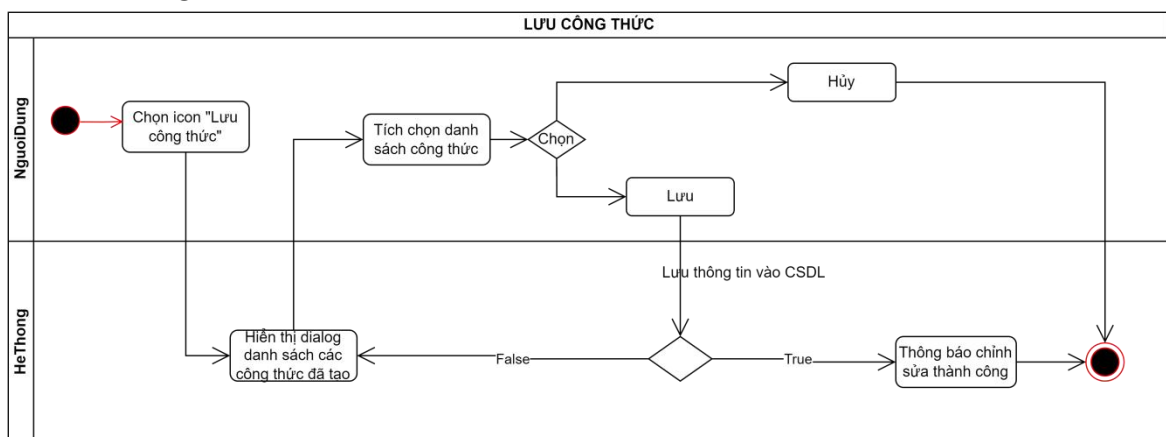 LƯU CÔNG THỨC
NguoiDung
Chọn icon "Lưu
công thức"
Tích chọn danh
sách công thức
Chọn
Hủy
Lưu
HeThong
Lưu thông tin vào CSDL
Hiển thị dialog
danh sách các
công thức đã tạo
False
True
Thông báo chỉnh
sửa thành công